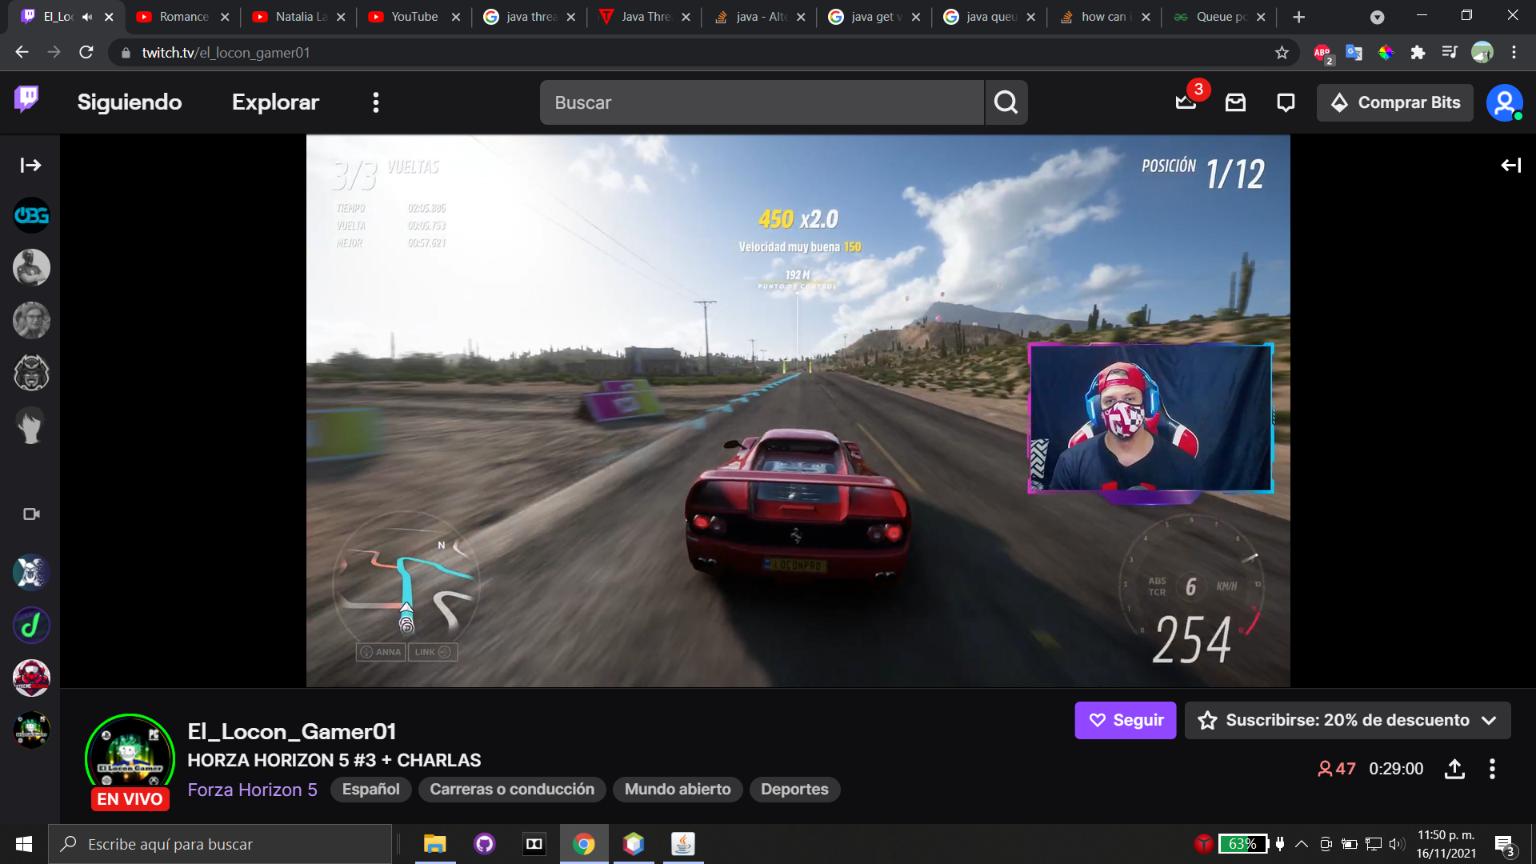 El_Loc
Romance
Natalia La
YouTube
java threa
Java Thre
java - Alte
java get v
java queu
how can i
Queue po
twitch.tv/el_locon_gamer01
ABP
2
Siguiendo
Explorar
Buscar
3
Comprar Bits
OBG
3/3 VUELTAS
TIEMPO 02:05.886
VUELTA 00:05.753
MEJOR 00:57.621
450 x2.0
Velocidad muy buena 150
192 M
PUNTO DE CONTROL
POSICIÓN 1/12
LOCONPRO
N
ANNA
LINK
ABS
TCR
6
KM/H
254
El_Locon_Gamer01
HORZA HORIZON 5 #3 + CHARLAS
Forza Horizon 5
Español
Carreras o conducción
Mundo abierto
Deportes
El Locon Gamer
EN VIVO
Seguir
Suscribirse: 20% de descuento
47
0:29:00
Escribe aquí para buscar
63%
11:50 p. m.
16/11/2021
3